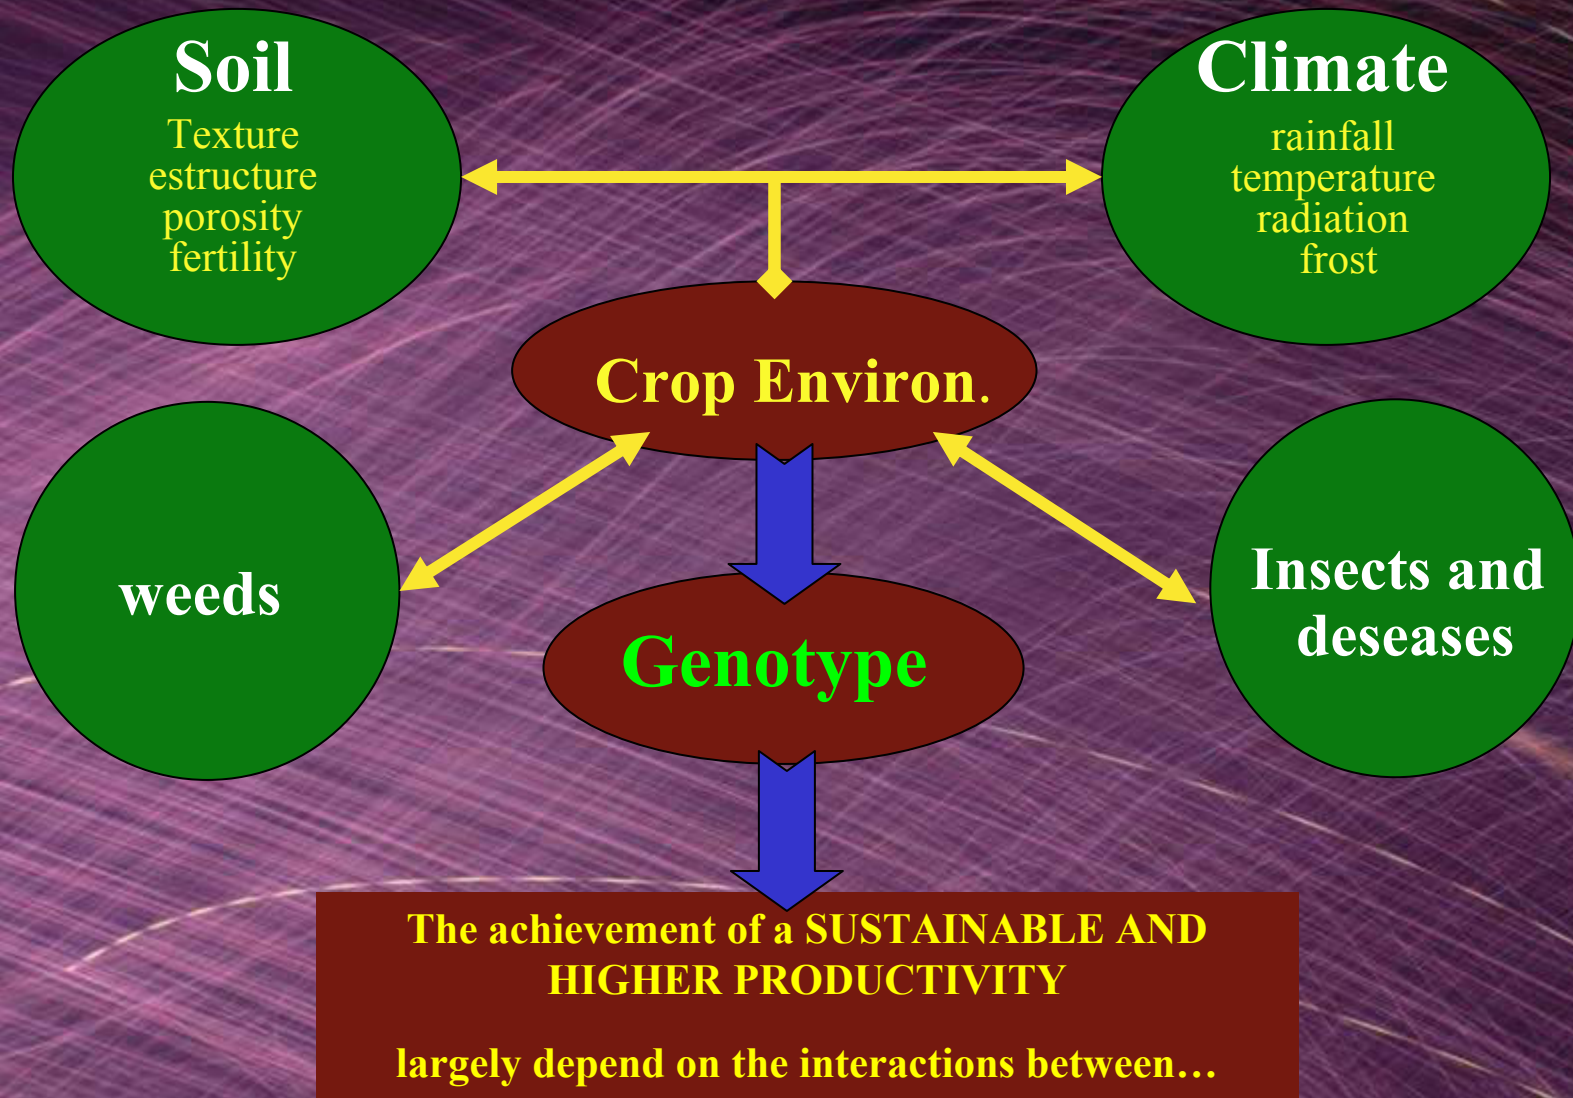 Soil
Texture
estructure
porosity
fertility
Climate
rainfall
temperature
radiation
frost
Crop Environ.
weeds
Insects and
deseases
Genotype
The achievement of a SUSTAINABLE AND
HIGHER PRODUCTIVITY
largely depend on the interactions between…